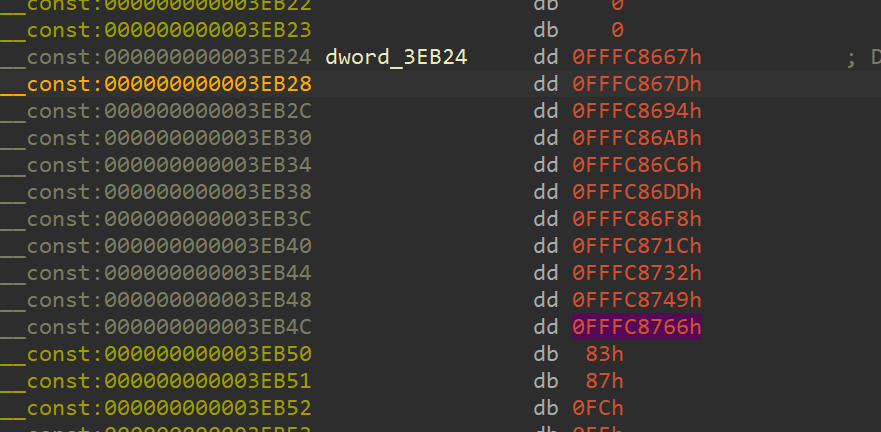 __const:000000000003EB22 db 0
__const:000000000003EB23 db 0
__const:000000000003EB24 dword_3EB24 dd 0FFFC8667h ; D
__const:000000000003EB28 dd 0FFFC867Dh
__const:000000000003EB2C dd 0FFFC8694h
__const:000000000003EB30 dd 0FFFC86ABh
__const:000000000003EB34 dd 0FFFC86C6h
__const:000000000003EB38 dd 0FFFC86DDh
__const:000000000003EB3C dd 0FFFC86F8h
__const:000000000003EB40 dd 0FFFC871Ch
__const:000000000003EB44 dd 0FFFC8732h
__const:000000000003EB48 dd 0FFFC8749h
__const:000000000003EB4C dd 0FFFC8766h
__const:000000000003EB50 db 83h
__const:000000000003EB51 db 87h
__const:000000000003EB52 db 0FCh